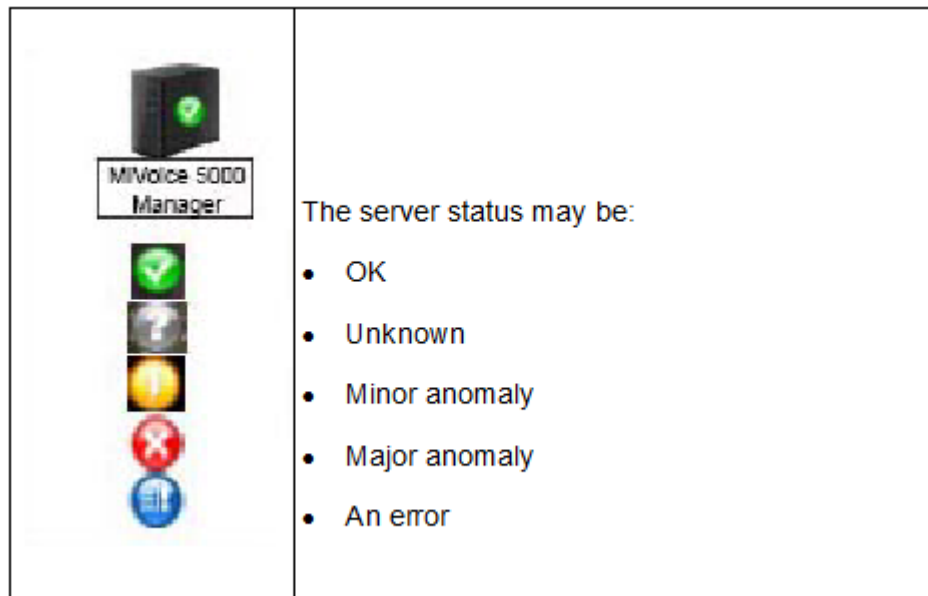 MiVoice 5000
Manager
The server status may be:
• OK
• Unknown
• Minor anomaly
• Major anomaly
• An error